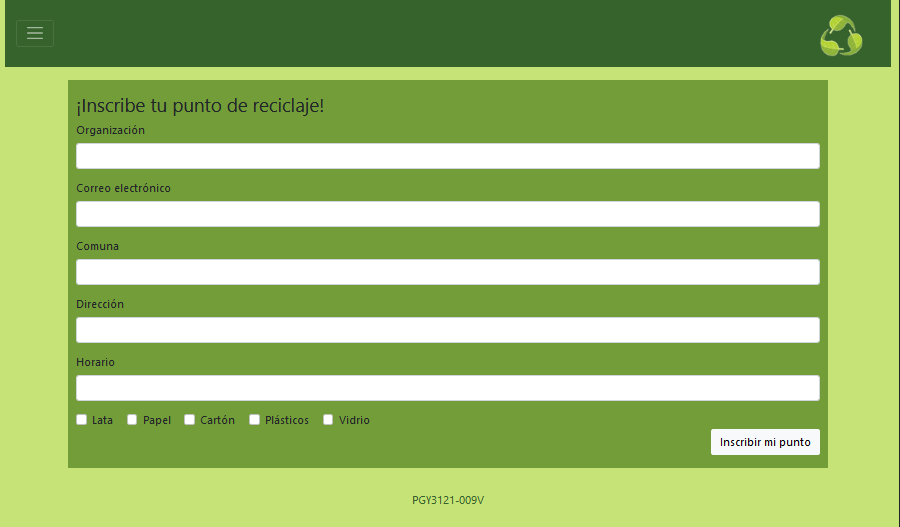 ¡Inscribe tu punto de reciclaje!
Organización
Correo electrónico
Comuna
Dirección
Horario
Lata Papel Cartón Plásticos Vidrio
Inscribir mi punto
PGY3121-009V